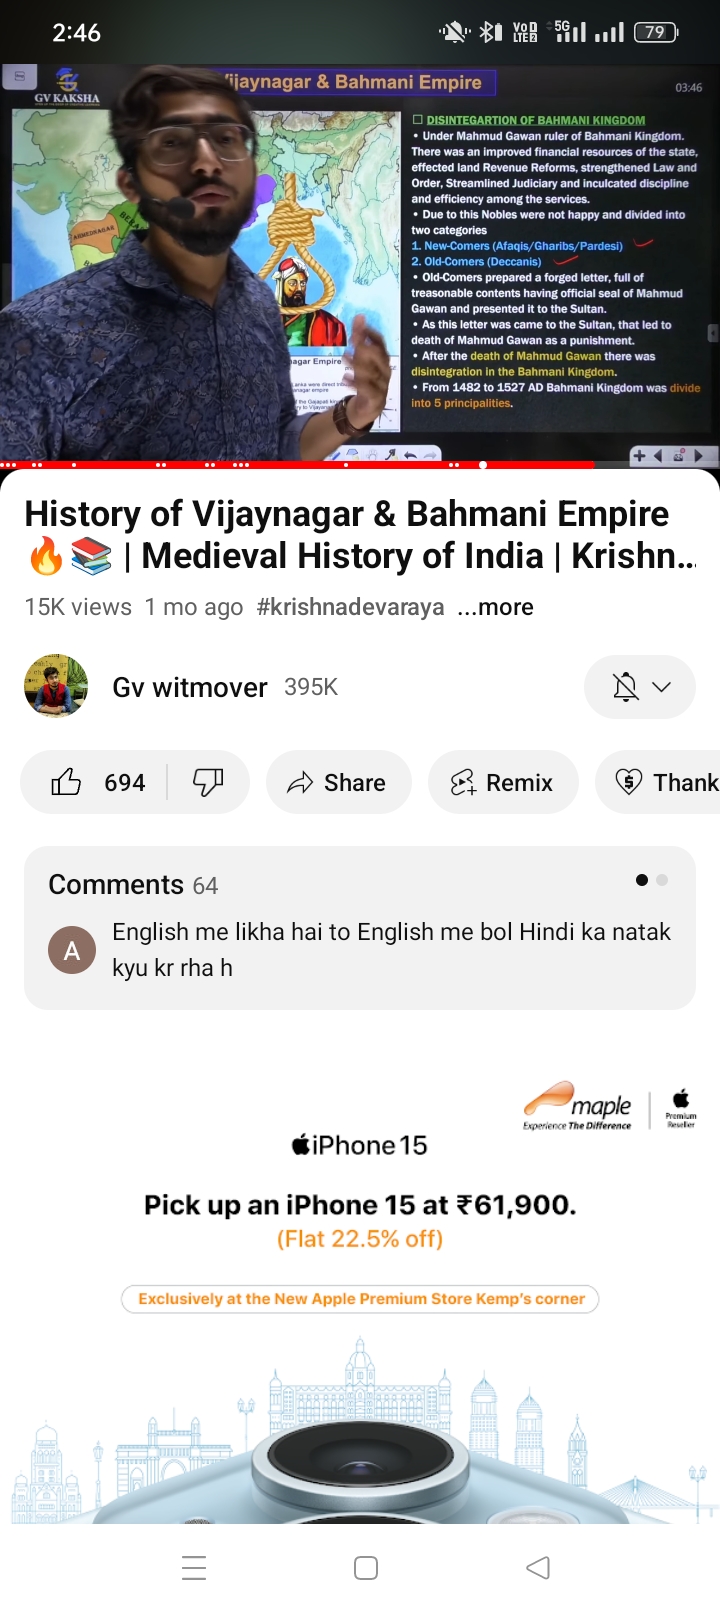 2:46
VoD
LTE2
5G
79
GV KAKSHA
ijaynagar & Bahmani Empire
03:46
DISINTEGARTION OF BAHMANI KINGDOM
• Under Mahmud Gawan ruler of Bahmani Kingdom.
There was an improved financial resources of the state,
effected land Revenue Reforms, strengthened Law and
Order, Streamlined Judiciary and inculcated discipline
and efficiency among the services.
• Due to this Nobles were not happy and divided into
two categories
1. New-Comers (Afaqis/Gharibs/Pardesi)
2. Old-Comers (Deccanis)
• Old-Comers prepared a forged letter, full of
treasonable contents having official seal of Mahmud
Gawan and presented it to the Sultan.
• As this letter was came to the Sultan, that led to
death of Mahmud Gawan as a punishment.
• After the death of Mahmud Gawan there was
disintegration in the Bahmani Kingdom.
• From 1482 to 1527 AD Bahmani Kingdom was divide
into 5 principalities.
BERA
AHMEDNAGAR
nagar Empire
History of Vijaynagar & Bahmani Empire
🔥📚 | Medieval History of India | Krishn...
15K views 1 mo ago #krishnadevaraya ...more
Gv witmover 395K
694
Share
Remix
Thank
Comments 64
A
English me likha hai to English me bol Hindi ka natak
kyu kr rha h
maple
Experience The Difference
Premium
Reseller
iPhone 15
Pick up an iPhone 15 at ₹61,900.
(Flat 22.5% off)
Exclusively at the New Apple Premium Store Kemp's corner